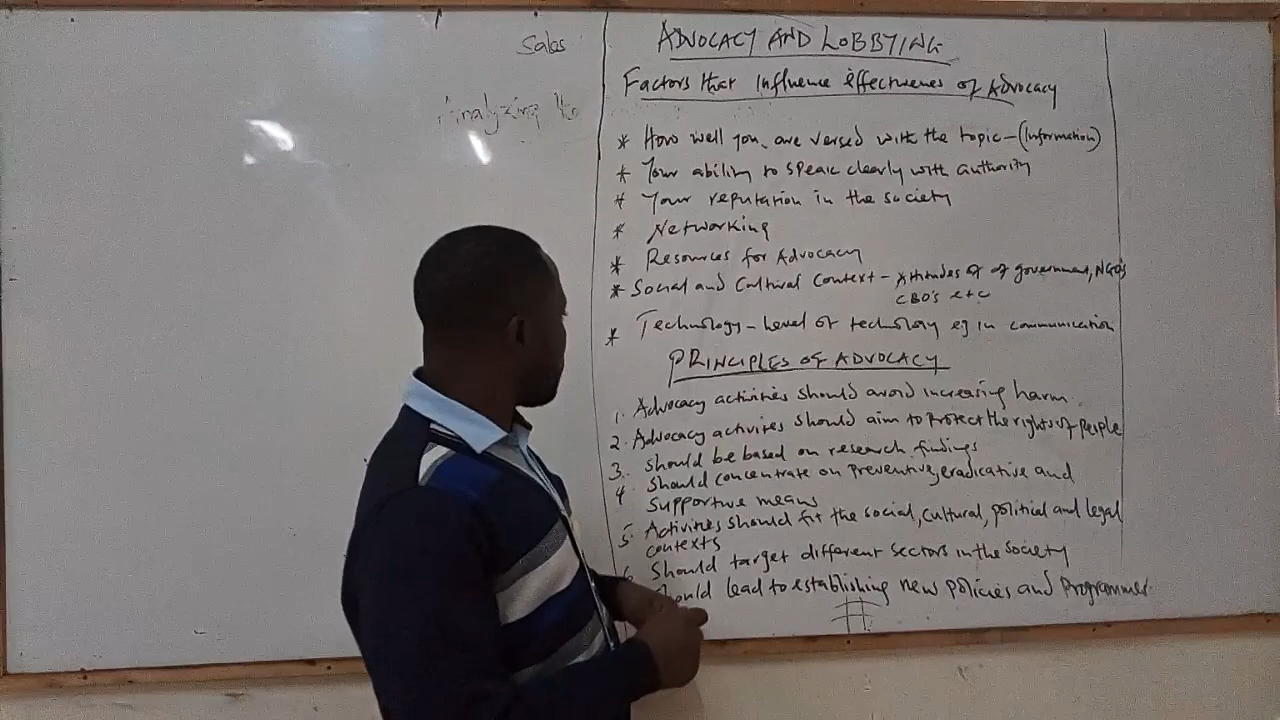 Salas
ADVOCACY AND LOBBYING
Factors that influence effectiveness of Advocacy
* How well you are versed with the topic - (Information)
* Your ability to speak clearly with authority
* Your reputation in the society
* Networking
* Resources for Advocacy
* Social and Cultural Context - Attitudes of of government, NGO's
CBO's etc
* Technology - Level of technology eg in communication
PRINCIPLES OF ADVOCACY
1. Advocacy activities should avoid increasing harm.
2. Advocacy activites should aim to protect the rights of people
3. Should be based on research findings
4. Should concentrate on preventive, eradicative and
supportive means
5. Activities should fit the social, cultural, political and legal
contexts
6 Should target different sectors in the society
lead to establishing new policies and programmes.